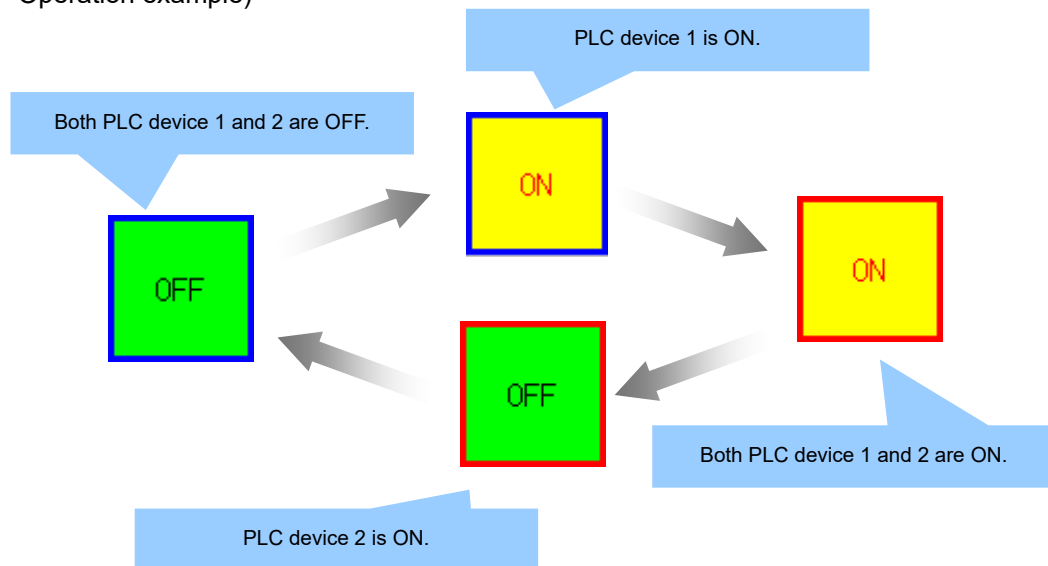 Operation example)
PLC device 1 is ON.
Both PLC device 1 and 2 are OFF.
ON
ON
OFF
OFF
Both PLC device 1 and 2 are ON.
PLC device 2 is ON.